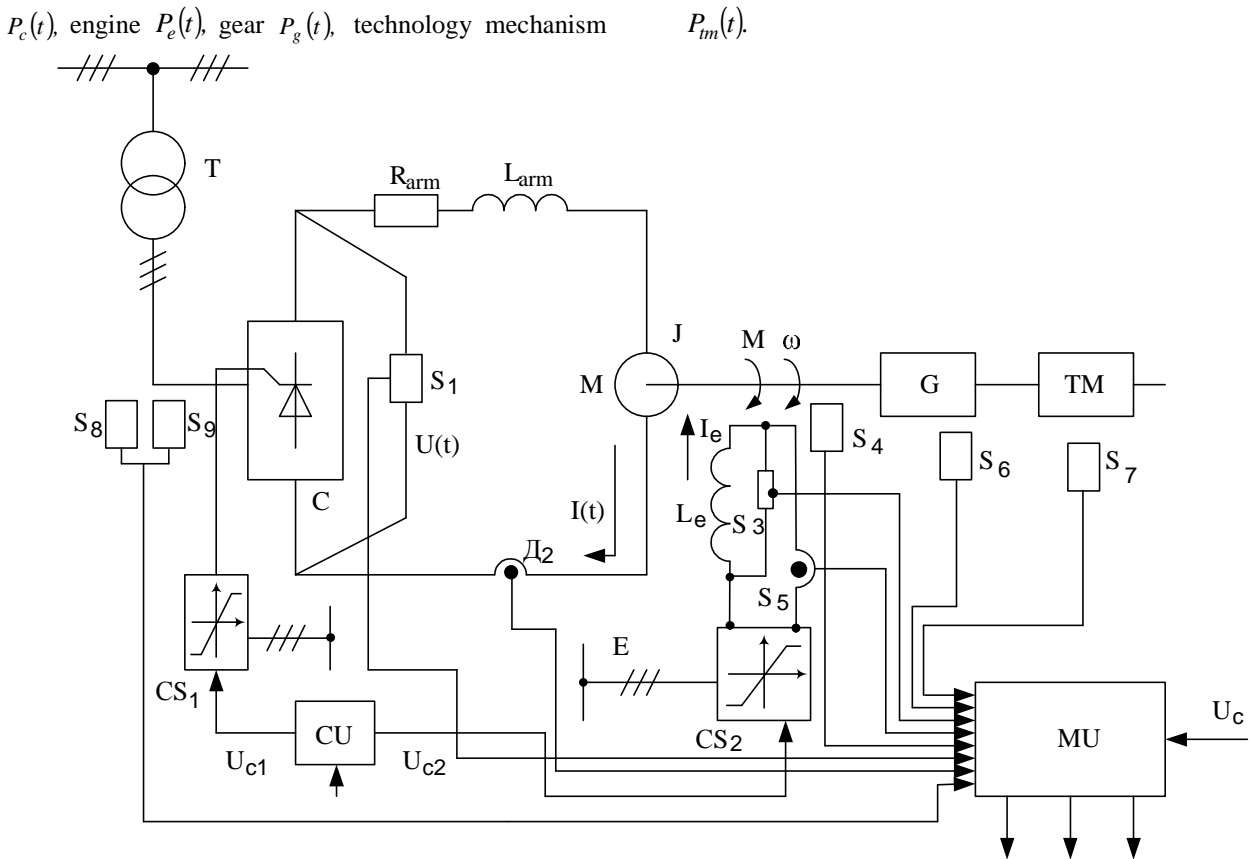 P_c(t), engine P_e(t), gear P_g(t), technology mechanism P_tm(t).
T
R_arm
L_arm
J
M
M
ω
G
TM
S_1
S_8
S_9
U(t)
C
I_e
S_4
S_6
S_7
I(t)
L_e
S_3
Д_2
S_5
E
CS_1
CU
U_c1
U_c2
CS_2
MU
U_c